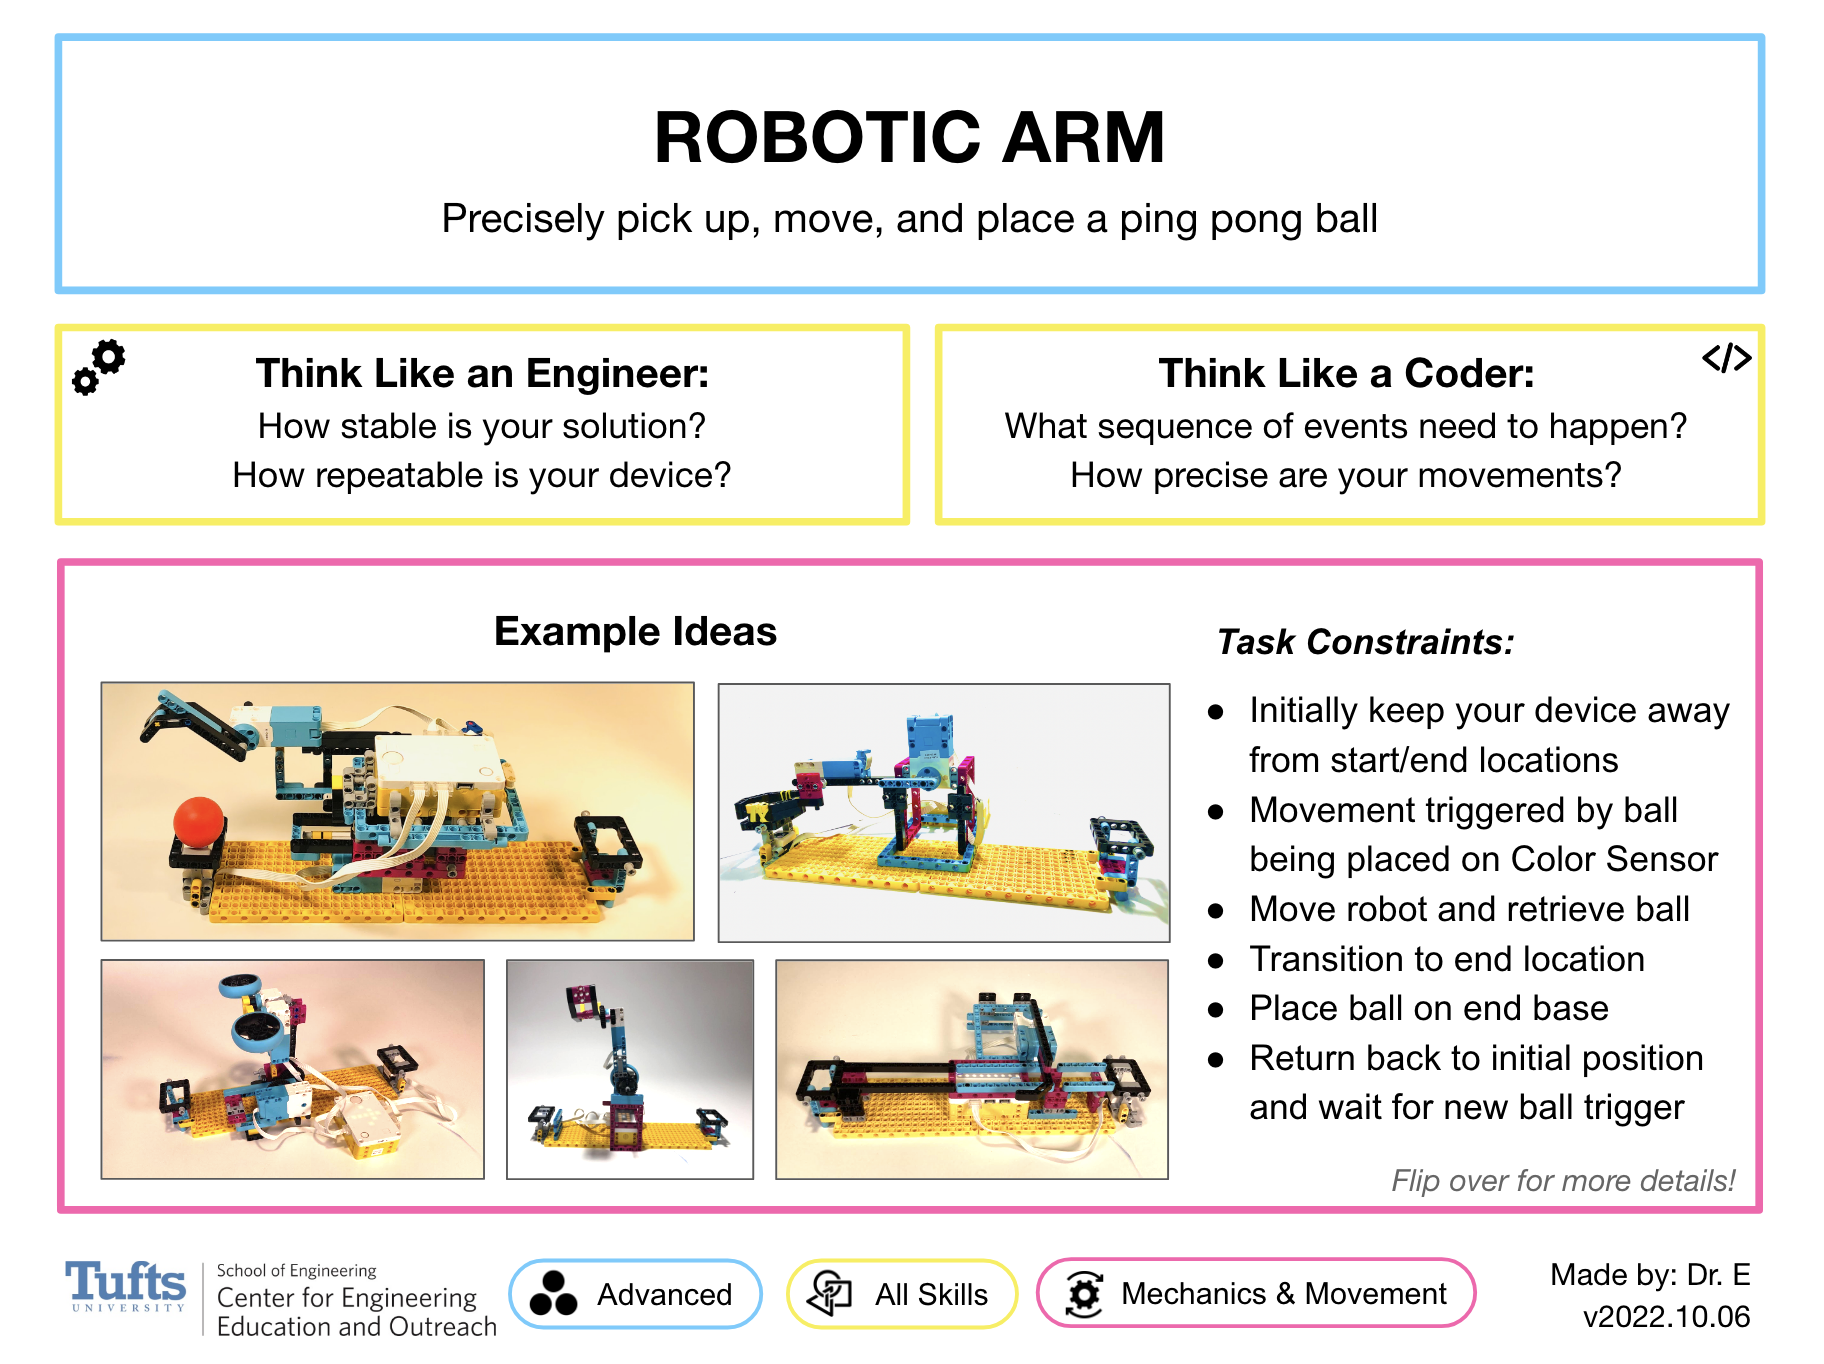 ROBOTIC ARM
Precisely pick up, move, and place a ping pong ball
Think Like an Engineer:
How stable is your solution?
How repeatable is your device?
</>
Think Like a Coder:
What sequence of events need to happen?
How precise are your movements?
Example Ideas
Task Constraints:
● Initially keep your device away
from start/end locations
● Movement triggered by ball
being placed on Color Sensor
● Move robot and retrieve ball
● Transition to end location
● Place ball on end base
● Return back to initial position
and wait for new ball trigger
Flip over for more details!
Tufts
UNIVERSITY
School of Engineering
Center for Engineering
Education and Outreach
Advanced
All Skills
Mechanics & Movement
Made by: Dr. E
v2022.10.06